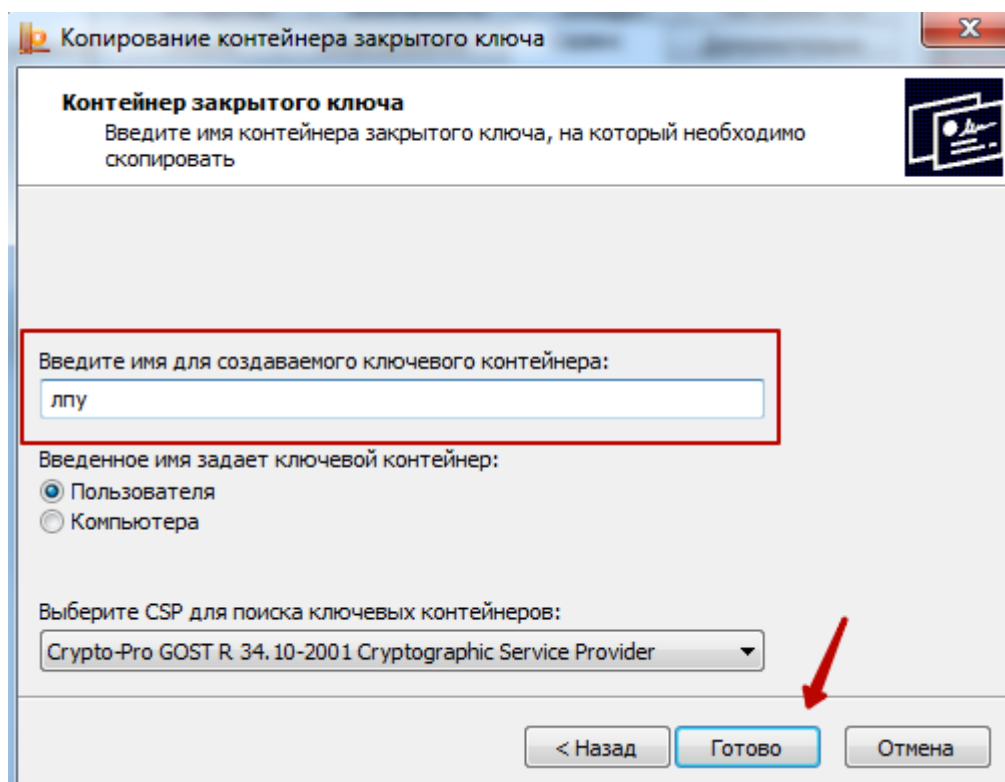 Копирование контейнера закрытого ключа
Контейнер закрытого ключа
Введите имя контейнера закрытого ключа, на который необходимо
скопировать
Введите имя для создаваемого ключевого контейнера:
лпу
Введенное имя задает ключевой контейнер:
Пользователя
Компьютера
Выберите CSP для поиска ключевых контейнеров:
Crypto-Pro GOST R 34.10-2001 Cryptographic Service Provider
< Назад
Готово
Отмена